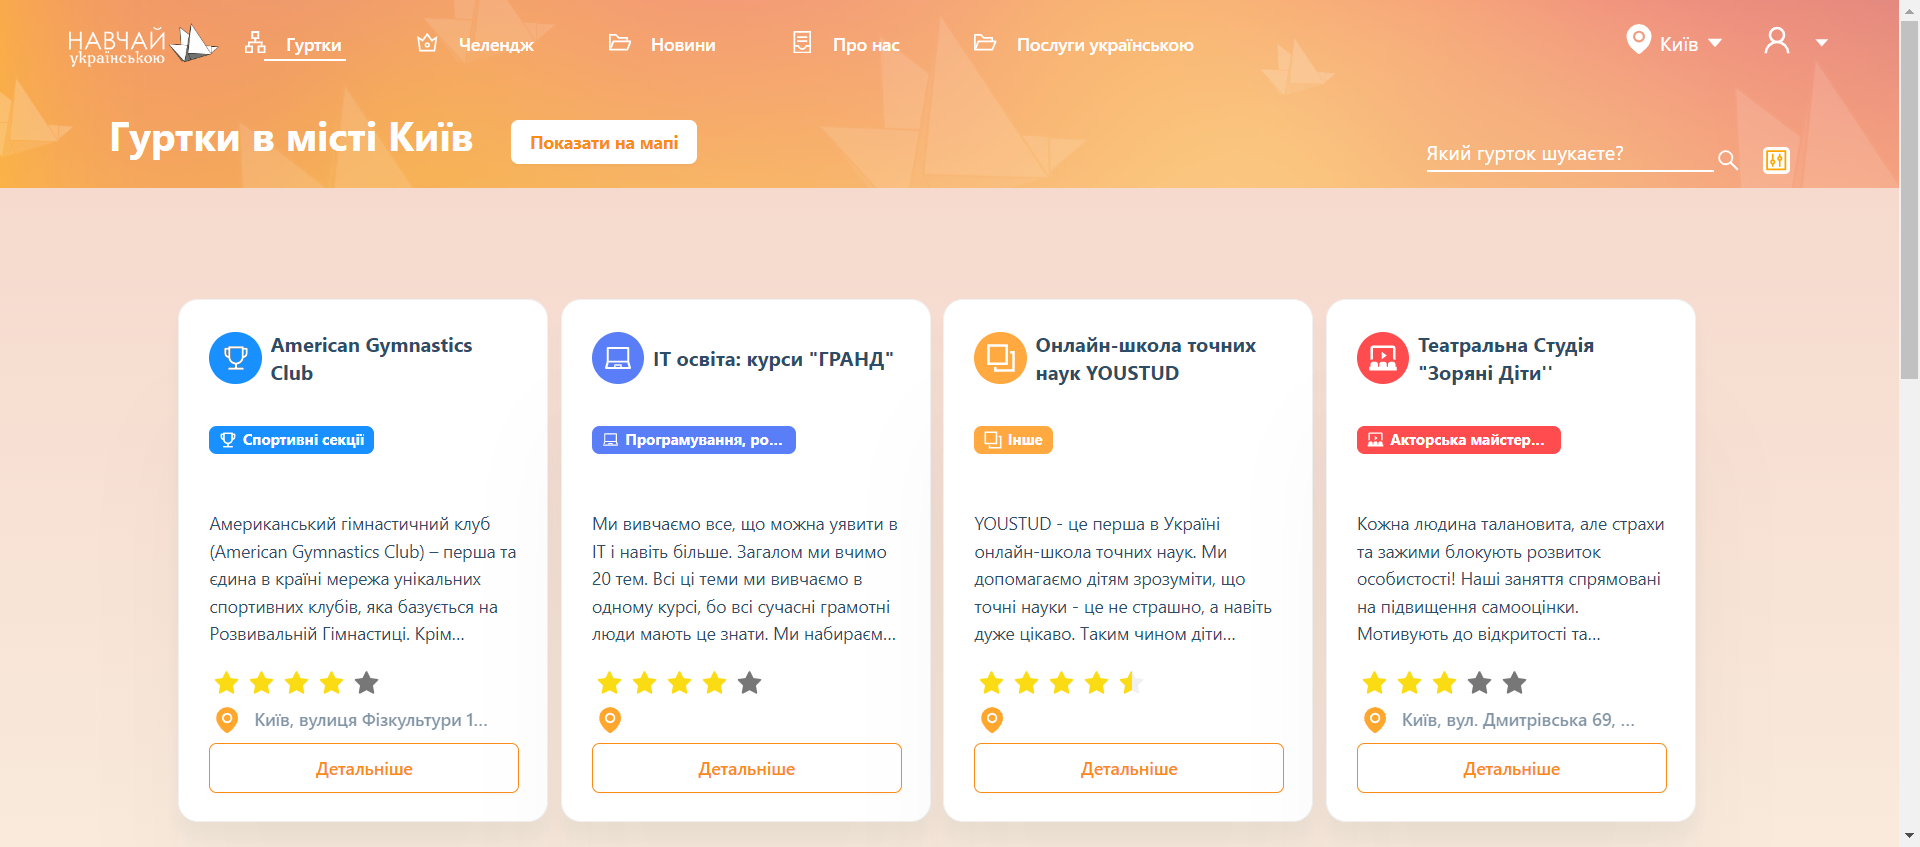 НАВЧАЙ
українською
Гуртки
Челендж
Новини
Про нас
Послуги українською
Київ
Гуртки в місті Київ
Показати на мапі
Який гурток шукаєте?
American Gymnastics
Club
Спортивні секції
Американський гімнастичний клуб
(American Gymnastics Club) – перша та
єдина в країні мережа унікальних
спортивних клубів, яка базується на
Розвивальній Гімнастиці. Крім...
Київ, вулиця Фізкультури 1...
Детальніше
IT освіта: курси "ГРАНД"
Програмування, ро...
Ми вивчаємо все, що можна уявити в
ІТ і навіть більше. Загалом ми вчимо
20 тем. Всі ці теми ми вивчаємо в
одному курсі, бо всі сучасні грамотні
люди мають це знати. Ми набираєм...
Детальніше
Онлайн-школа точних
наук YOUSTUD
Інше
YOUSTUD - це перша в Україні
онлайн-школа точних наук. Ми
допомагаємо дітям зрозуміти, що
точні науки - це не страшно, а навіть
дуже цікаво. Таким чином діти...
Детальніше
Театральна Студія
"Зоряні Діти''
Акторська майстер...
Кожна людина талановита, але страхи
та зажими блокують розвиток
особистості! Наші заняття спрямовані
на підвищення самооцінки.
Мотивують до відкритості та...
Київ, вул. Дмитрівська 69, ...
Детальніше